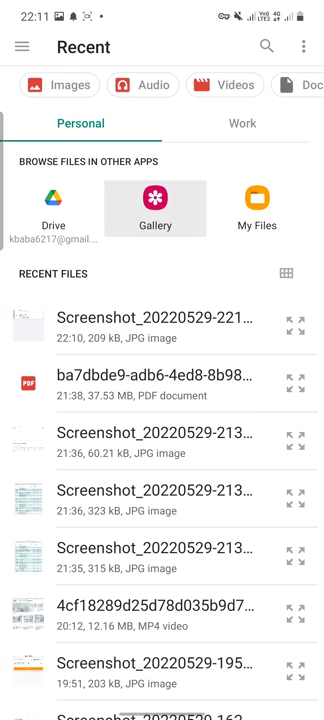 22:11
Recent
Images
Audio
Videos
Doc
Personal
Work
BROWSE FILES IN OTHER APPS
Drive
kbaba6217@gmail....
Gallery
My Files
RECENT FILES
Screenshot_20220529-221...
22:10, 209 kB, JPG image
PDF
ba7dbde9-adb6-4ed8-8b98...
21:38, 37.53 MB, PDF document
Screenshot_20220529-213...
21:36, 60.21 kB, JPG image
Screenshot_20220529-213...
21:36, 323 kB, JPG image
Screenshot_20220529-213...
21:35, 315 kB, JPG image
4cf18289d25d78d035b9d7...
20:12, 12.16 MB, MP4 video
Screenshot_20220529-195...
19:51, 203 kB, JPG image